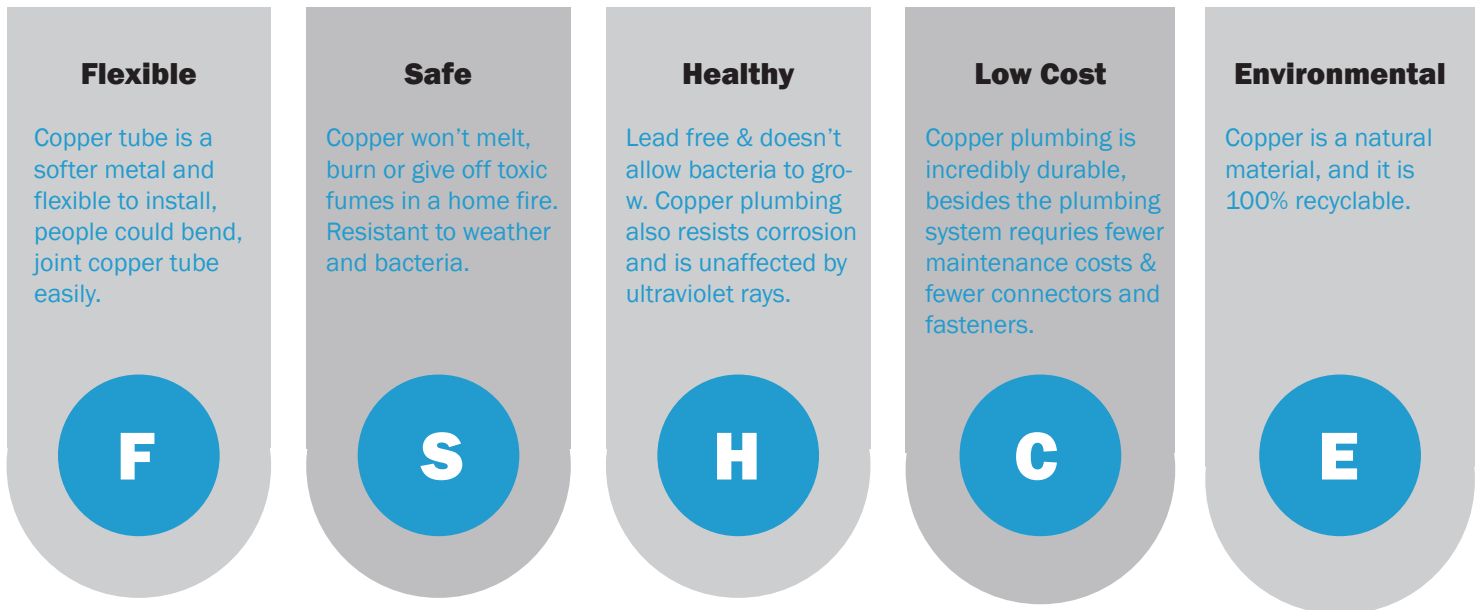 Flexible
Copper tube is a
softer metal and
flexible to install,
people could bend,
joint copper tube
easily.
F
Safe
Copper won’t melt,
burn or give off toxic
fumes in a home fire.
Resistant to weather
and bacteria.
S
Healthy
Lead free & doesn’t
allow bacteria to gro-
w. Copper plumbing
also resists corrosion
and is unaffected by
ultraviolet rays.
H
Low Cost
Copper plumbing is
incredibly durable,
besides the plumbing
system requries fewer
maintenance costs &
fewer connectors and
fasteners.
C
Environmental
Copper is a natural
material, and it is
100% recyclable.
E